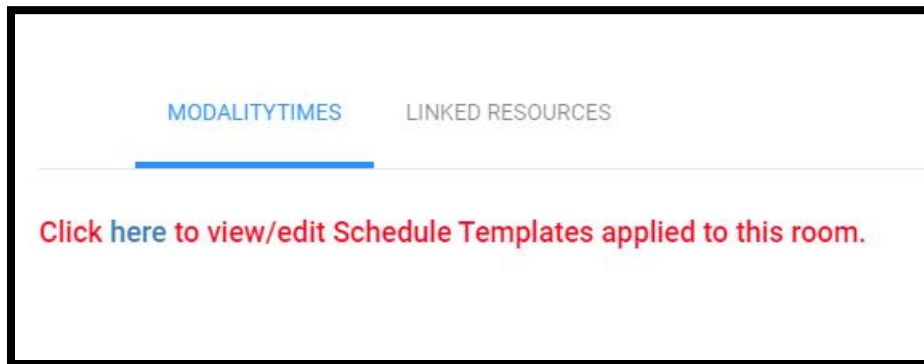 MODALITYTIMES LINKED RESOURCES
Click here to view/edit Schedule Templates applied to this room.